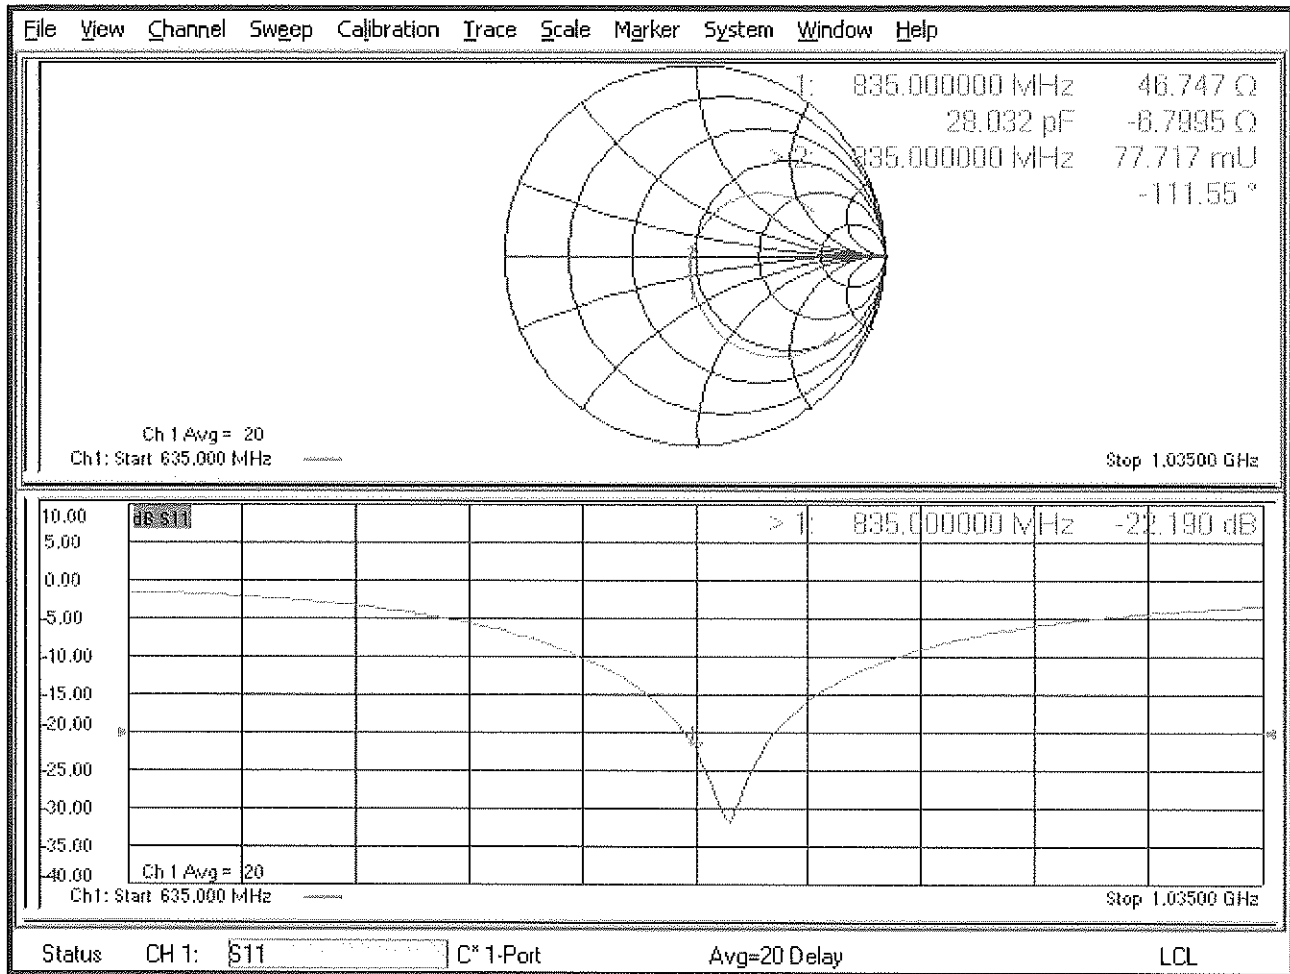 File View Channel Sweep Calibration Trace Scale Marker System Window Help
1: 835.000000 MHz 46.747 Ω
28.032 pF -6.7995 Ω
> 2: 835.000000 MHz 77.717 mU
-111.55 °
Ch 1 Avg = 20
Ch1: Start 635.000 MHz
Stop 1.03500 GHz
10.00
dB S11
> 1: 835.000000 MHz -22.190 dB
5.00
0.00
-5.00
-10.00
-15.00
-20.00
-25.00
-30.00
-35.00
-40.00
Ch 1 Avg = 20
Ch1: Start 635.000 MHz
Stop 1.03500 GHz
Status CH 1: S11 C* 1-Port Avg=20 Delay LCL